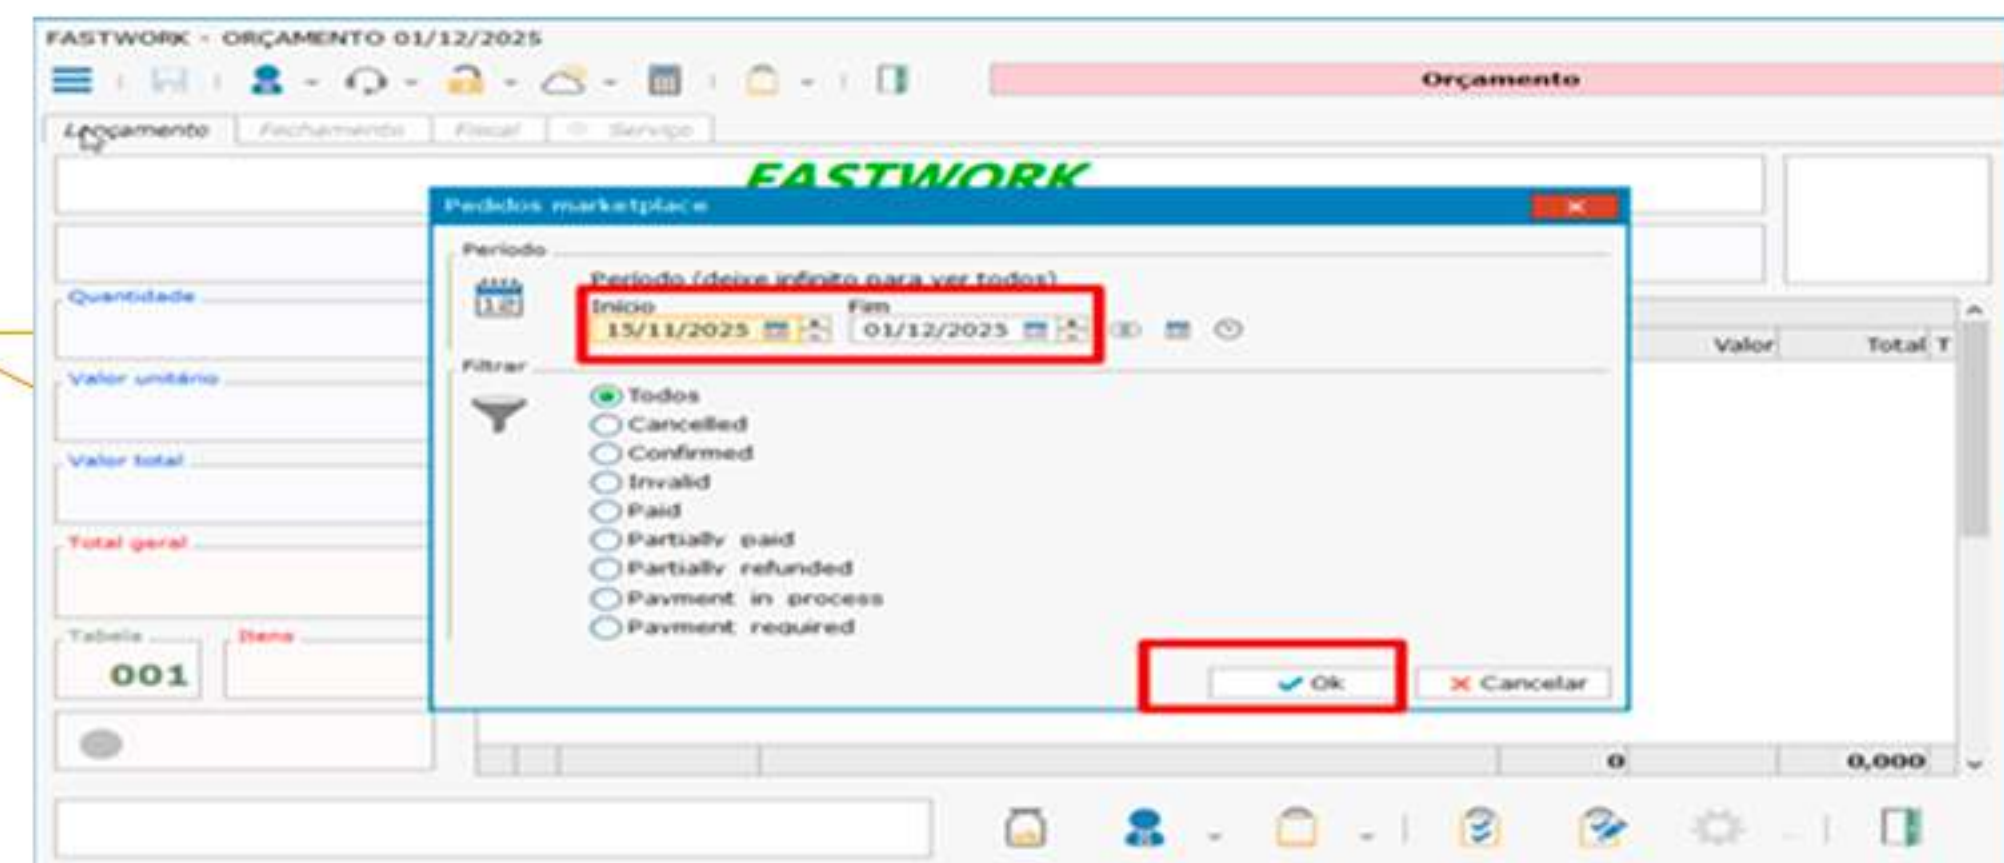 FASTWORK - ORÇAMENTO 01/12/2025
Orçamento
Lançamento Fechamento Fiscal Serviço
FASTWORK
Pedidos marketplace
Período
Período (deixe infinito para ver todos)
12
Início Fim
15/11/2025 01/12/2025
Filtrar
Todos
Cancelled
Confirmed
Invalid
Paid
Partially paid
Partially refunded
Payment in process
Payment required
Ok Cancelar
Quantidade
Valor unitário
Valor total
Total geral
Tabela Itens
001
Valor Total T
0 0,000